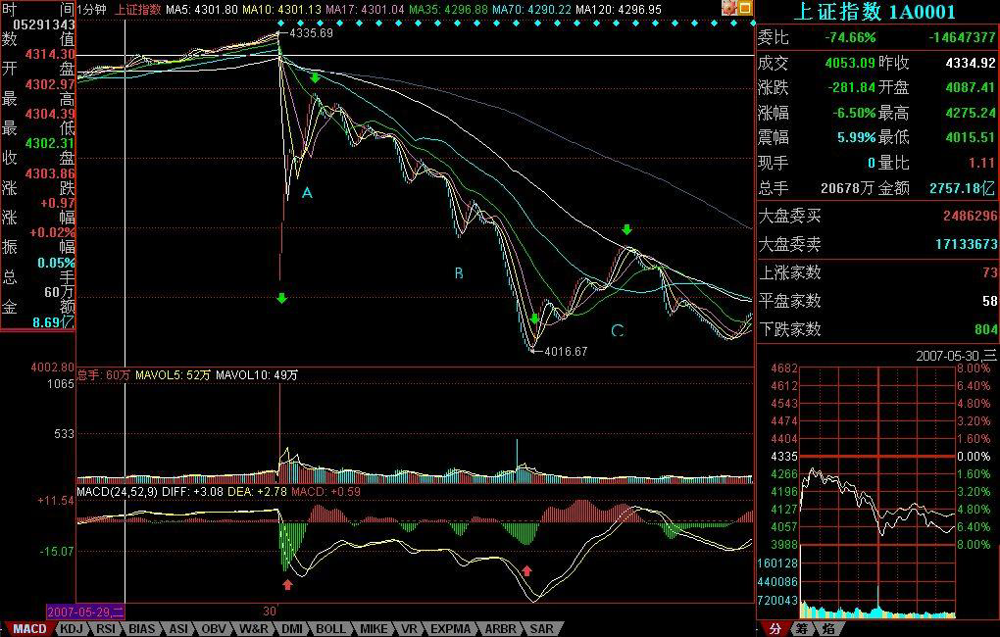 时 间
05291343
数 值
4314.30
开 盘
4302.97
最 高
4304.39
最 低
4302.31
收 盘
4303.86
涨 跌
+0.97
涨 幅
+0.02%
振 幅
0.05%
总 手
60万
金 额
8.69亿
1分钟 上证指数 MA5: 4301.80 MA10: 4301.13 MA17: 4301.04 MA35: 4296.88 MA70: 4290.22 MA120: 4296.95
4335.69
A
B
C
4016.67
4002.80
总手: 60万 MAVOL5: 52万 MAVOL10: 49万
1065
533
MACD(24,52,9) DIFF: +3.08 DEA: +2.78 MACD: +0.59
+11.54
-15.07
2007-05-29,二
30
MACD KDJ RSI BIAS ASI OBV W&R DMI BOLL MIKE VR EXPMA ARBR SAR
上证指数 1A0001
委比 -74.66% -14647377
成交 4053.09 昨收 4334.92
涨跌 -281.84 开盘 4087.41
涨幅 -6.50% 最高 4275.24
震幅 5.99% 最低 4015.51
现手 0 量比 1.11
总手 20678万 金额 2757.18亿
大盘委买 2486296
大盘委卖 17133673
上涨家数 73
平盘家数 58
下跌家数 804
2007-05-30,三
4682 8.00%
4612 6.40%
4543 4.80%
4474 3.20%
4404 1.60%
4335 0.00%
4266 1.60%
4196 3.20%
4127 4.80%
4057 6.40%
3988 8.00%
160128
440086
720043
分 筹 焰